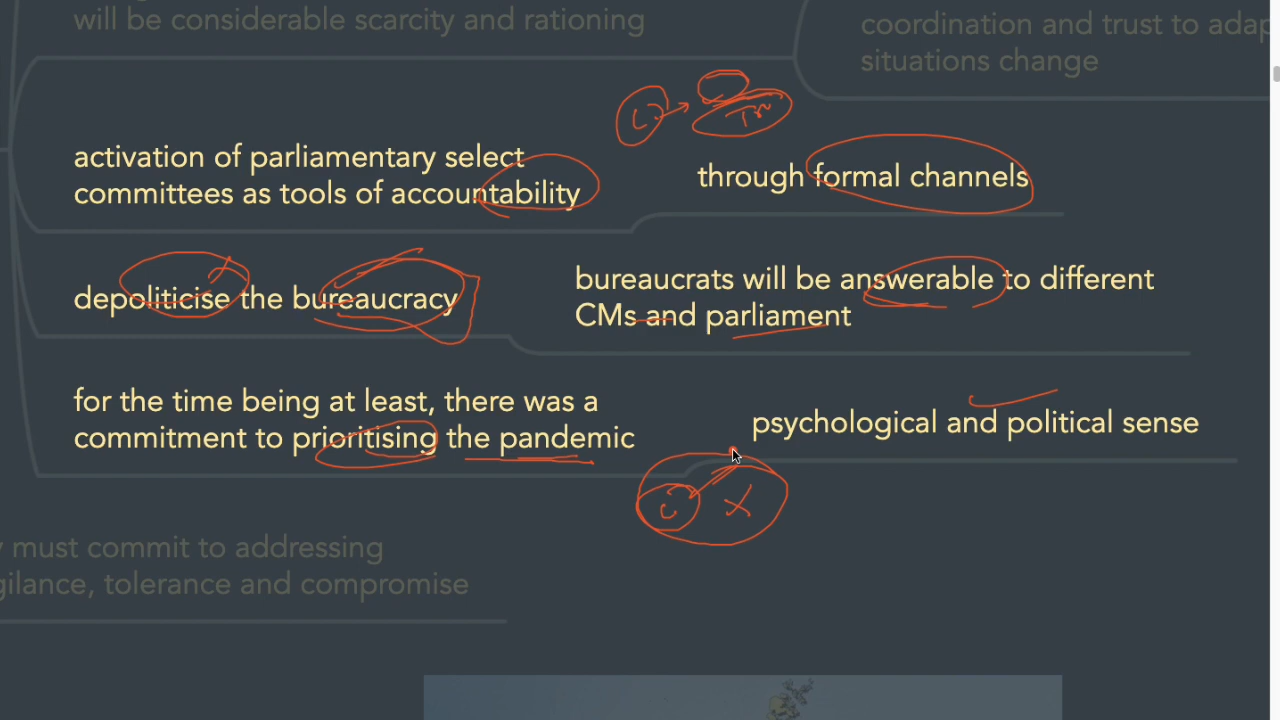 will be considerable scarcity and rationing
coordination and trust to adap
situations change
activation of parliamentary select
committees as tools of accountability
through formal channels
depoliticise the bureaucracy
bureaucrats will be answerable to different
CMs and parliament
for the time being at least, there was a
commitment to prioritising the pandemic
psychological and political sense
y must commit to addressing
gilance, tolerance and compromise